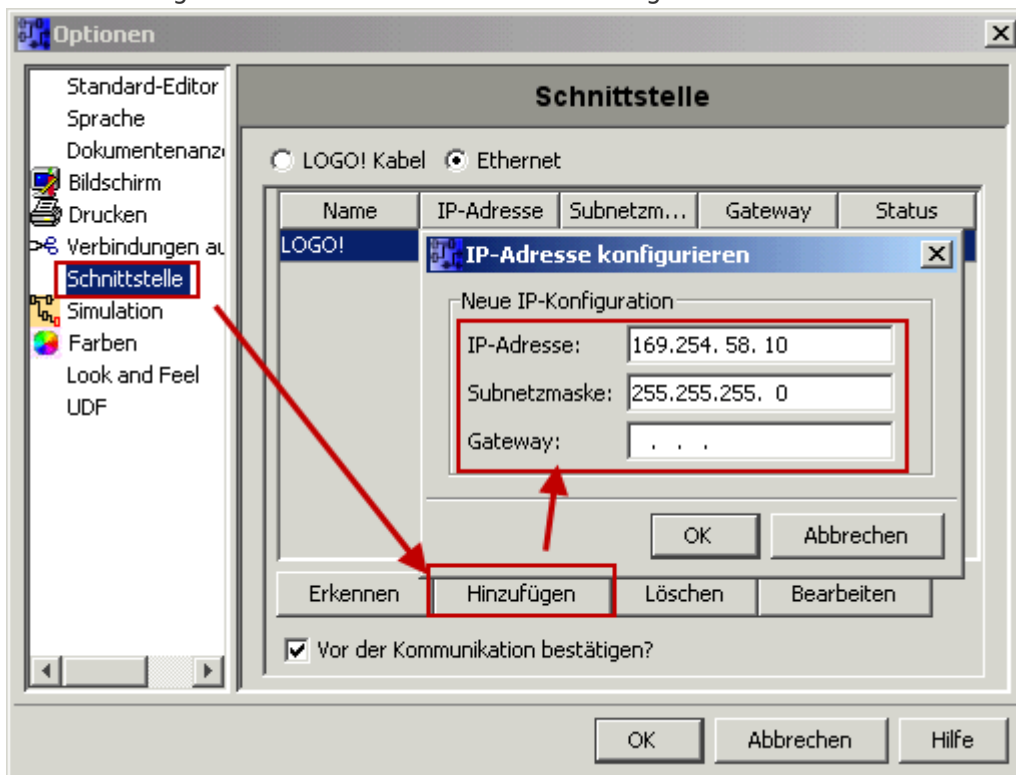 Optionen
Standard-Editor
Sprache
Dokumentenanz
Bildschirm
Drucken
Verbindungen au
Schnittstelle
Simulation
Farben
Look and Feel
UDF
Schnittstelle
LOGO! Kabel Ethernet
Name IP-Adresse Subnetzm... Gateway Status
LOGO!
IP-Adresse konfigurieren
Neue IP-Konfiguration
IP-Adresse: 169.254. 58. 10
Subnetzmaske: 255.255.255. 0
Gateway: . . .
OK Abbrechen
Erkennen Hinzufügen Löschen Bearbeiten
Vor der Kommunikation bestätigen?
OK Abbrechen Hilfe